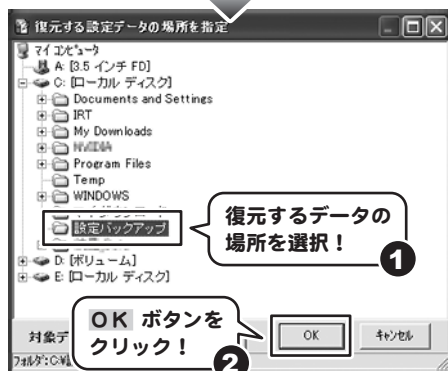 復元する設定データの場所を指定
マイ コンピュータ
A: [3.5 インチ FD]
C: [ローカル ディスク]
Documents and Settings
IRT
My Downloads
NVIDIA
Program Files
Temp
WINDOWS
設定バックアップ
復元するデータの
場所を選択！
1
D: [ボリューム]
E: [ローカル ディスク]
OK ボタンを
クリック！
2
対象デ
OK
キャンセル
フォルダ: C:¥